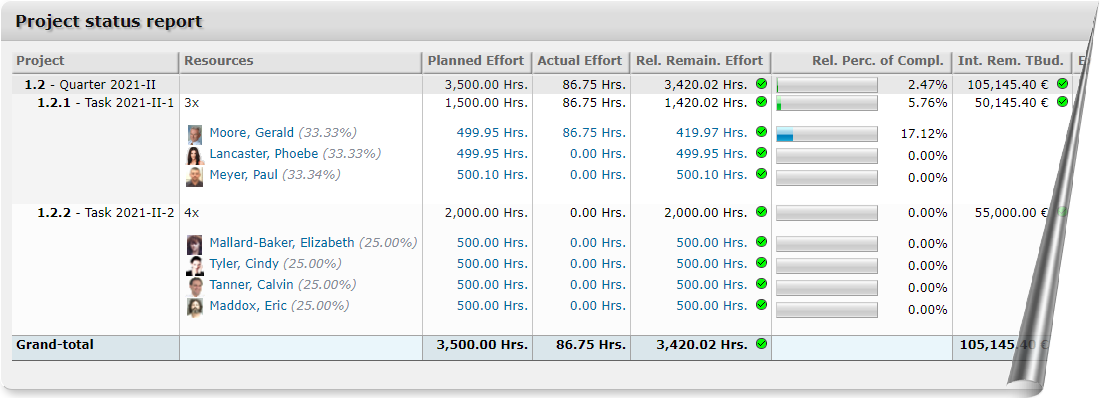 Project status report
Project Resources Planned Effort Actual Effort Rel. Remain. Effort Rel. Perc. of Compl. Int. Rem. TBud. E
1.2 - Quarter 2021-II 3,500.00 Hrs. 86.75 Hrs. 3,420.02 Hrs. 2.47% 105,145.40 €
1.2.1 - Task 2021-II-1 3x 1,500.00 Hrs. 86.75 Hrs. 1,420.02 Hrs. 5.76% 50,145.40 €
Moore, Gerald (33.33%) 499.95 Hrs. 86.75 Hrs. 419.97 Hrs. 17.12%
Lancaster, Phoebe (33.33%) 499.95 Hrs. 0.00 Hrs. 499.95 Hrs. 0.00%
Meyer, Paul (33.34%) 500.10 Hrs. 0.00 Hrs. 500.10 Hrs. 0.00%
1.2.2 - Task 2021-II-2 4x 2,000.00 Hrs. 0.00 Hrs. 2,000.00 Hrs. 0.00% 55,000.00 €
Mallard-Baker, Elizabeth (25.00%) 500.00 Hrs. 0.00 Hrs. 500.00 Hrs. 0.00%
Tyler, Cindy (25.00%) 500.00 Hrs. 0.00 Hrs. 500.00 Hrs. 0.00%
Tanner, Calvin (25.00%) 500.00 Hrs. 0.00 Hrs. 500.00 Hrs. 0.00%
Maddox, Eric (25.00%) 500.00 Hrs. 0.00 Hrs. 500.00 Hrs. 0.00%
Grand-total 3,500.00 Hrs. 86.75 Hrs. 3,420.02 Hrs. 105,145.40 €